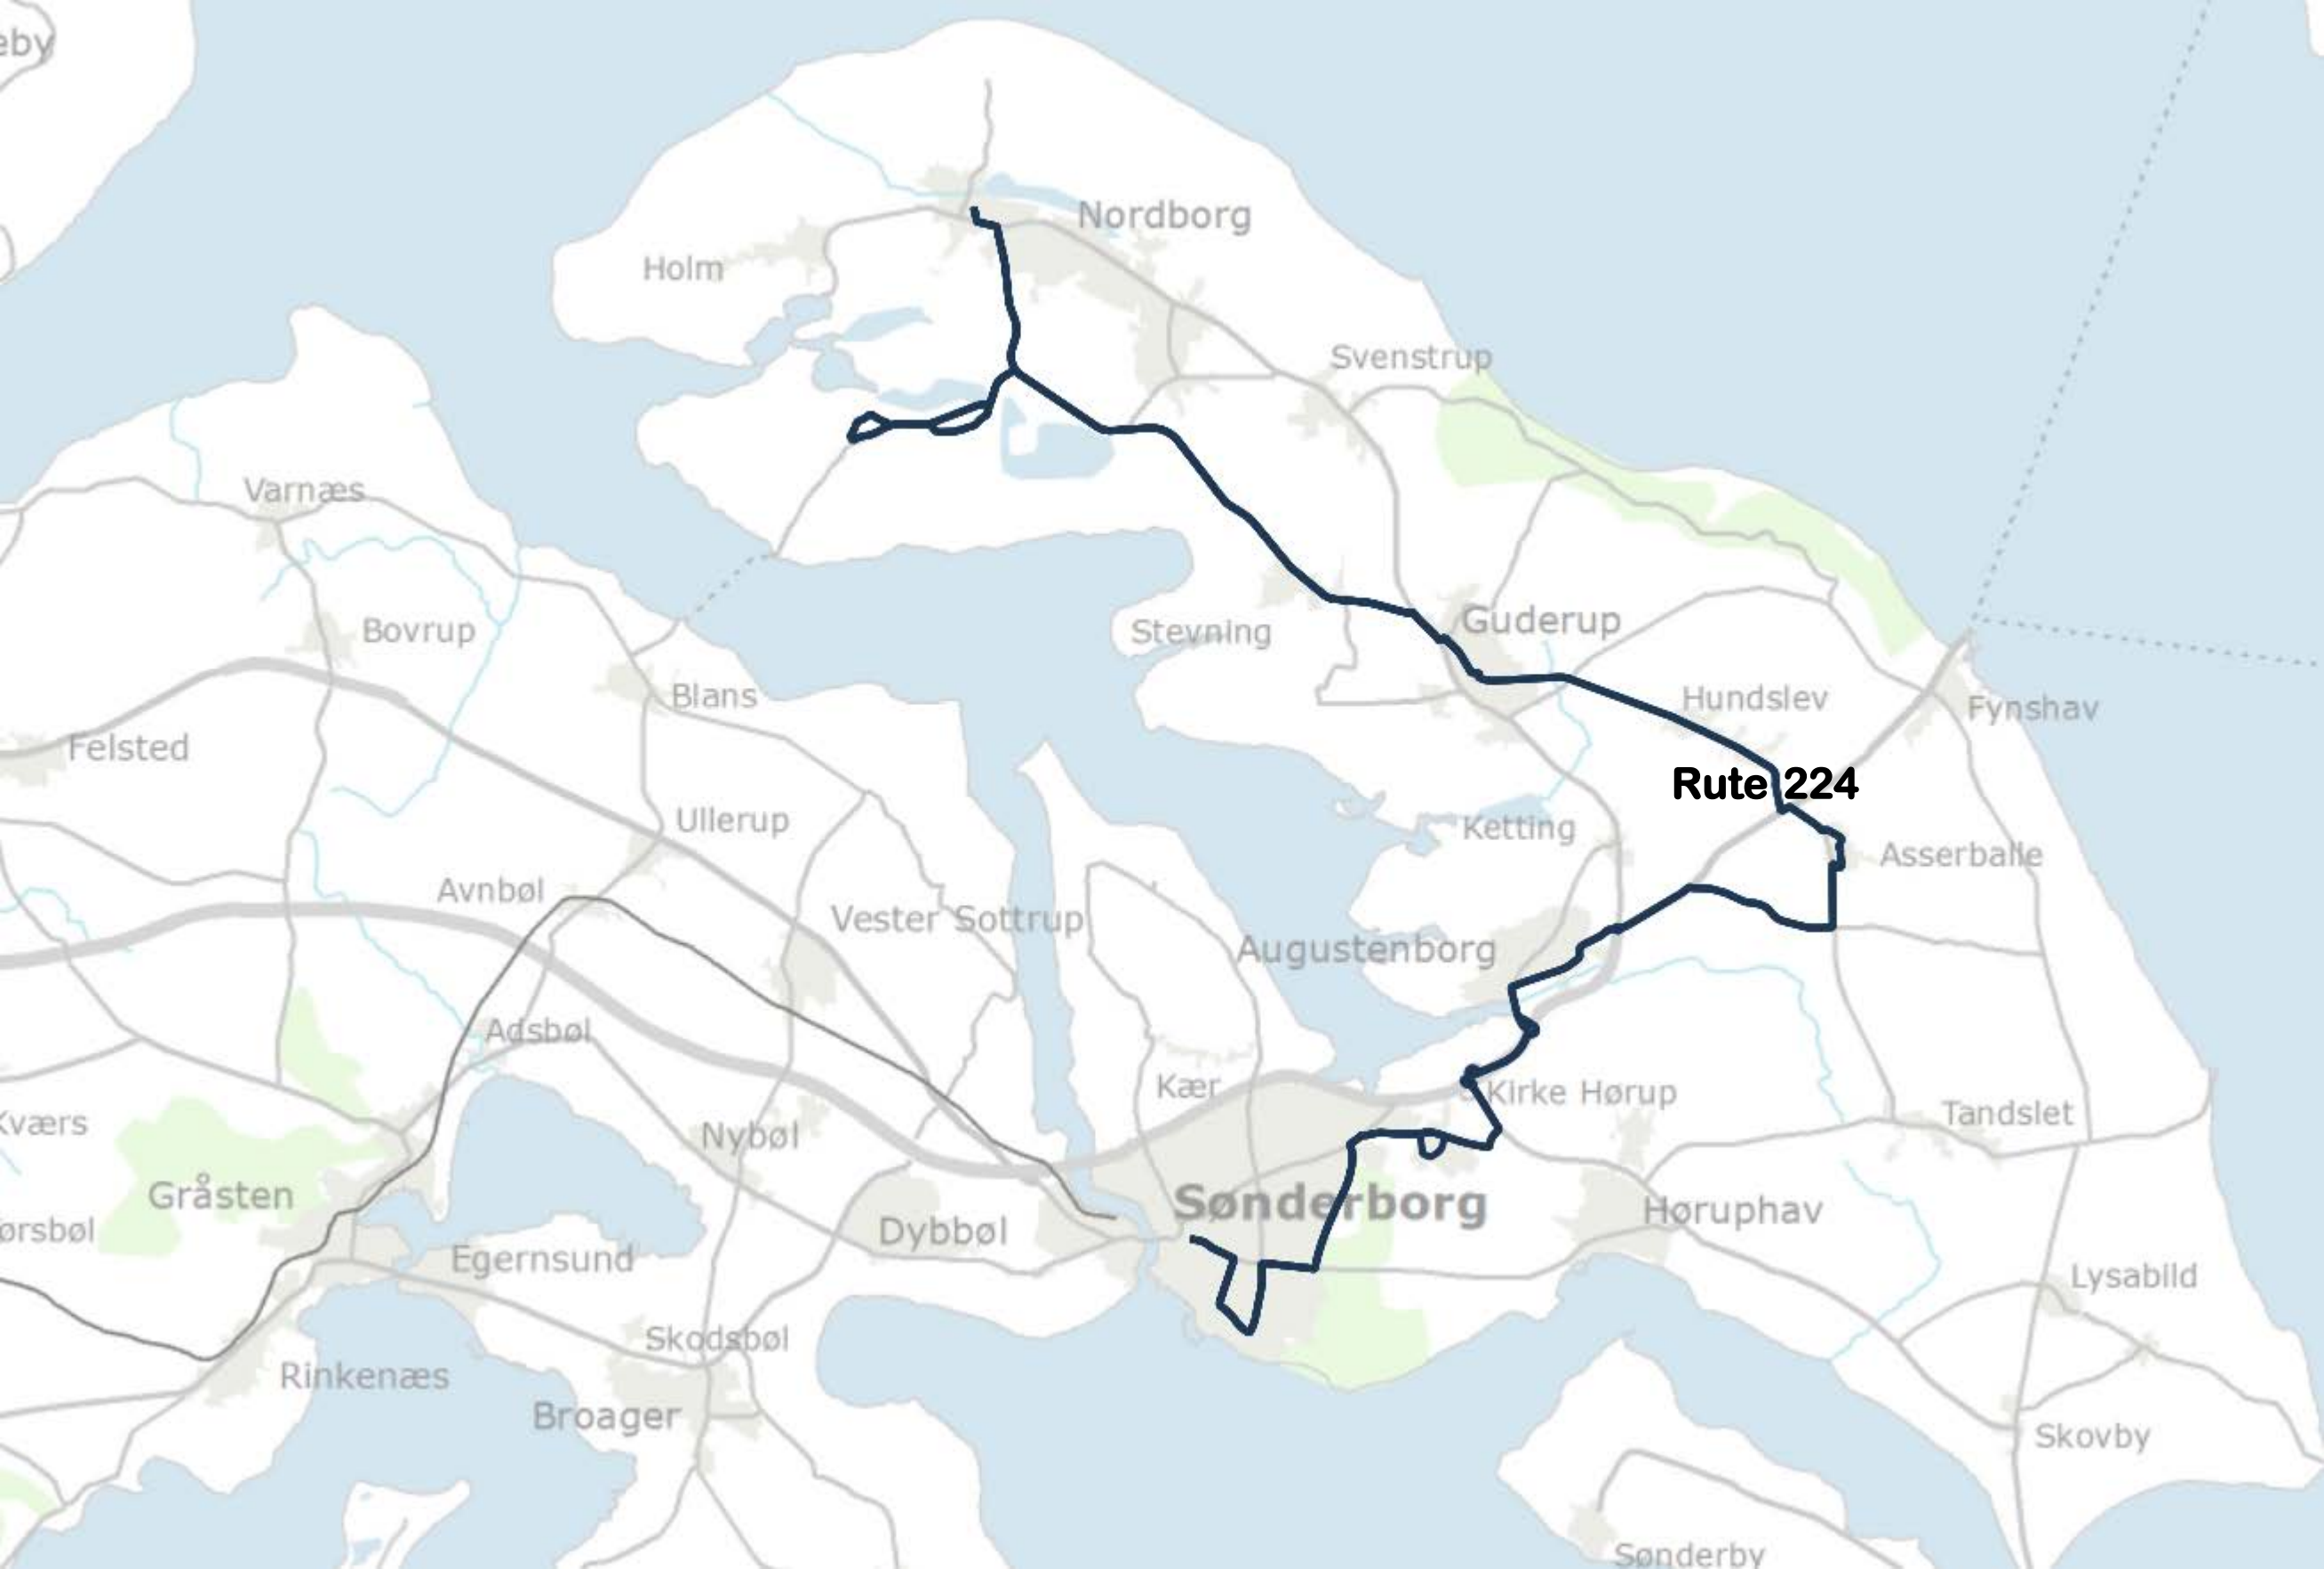 Nordborg
Holm
Svenstrup
Varnæs
Bovrup
Stevning
Guderup
Blans
Hundslev
Fynshav
Felsted
Rute 224
Ullerup
Ketting
Asserballe
Avnbøl
Vester Sottrup
Augustenborg
Adsbøl
Kær
Kirke Hørup
Tandslet
Nybøl
Gråsten
Sønderborg
Høruphav
Dybbøl
Egernsund
Lysabild
Skodsbøl
Rinkenæs
Broager
Skovby
Sønderby